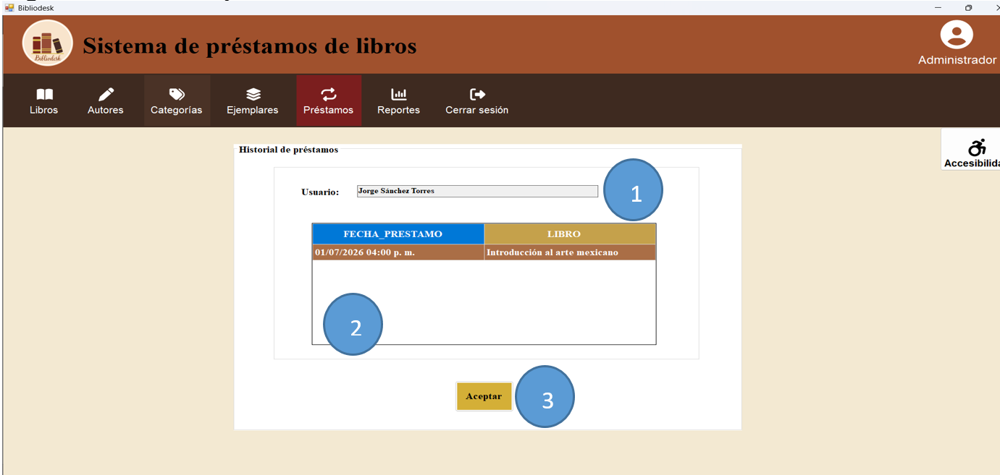 Bibliodesk
Bibliodesk
Sistema de préstamos de libros
Administrador
Libros
Autores
Categorías
Ejemplares
Préstamos
Reportes
Cerrar sesión
Accesibilida
Historial de préstamos
Usuario: Jorge Sánchez Torres
1
FECHA_PRESTAMO LIBRO
01/07/2026 04:00 p. m. Introducción al arte mexicano
2
Aceptar
3